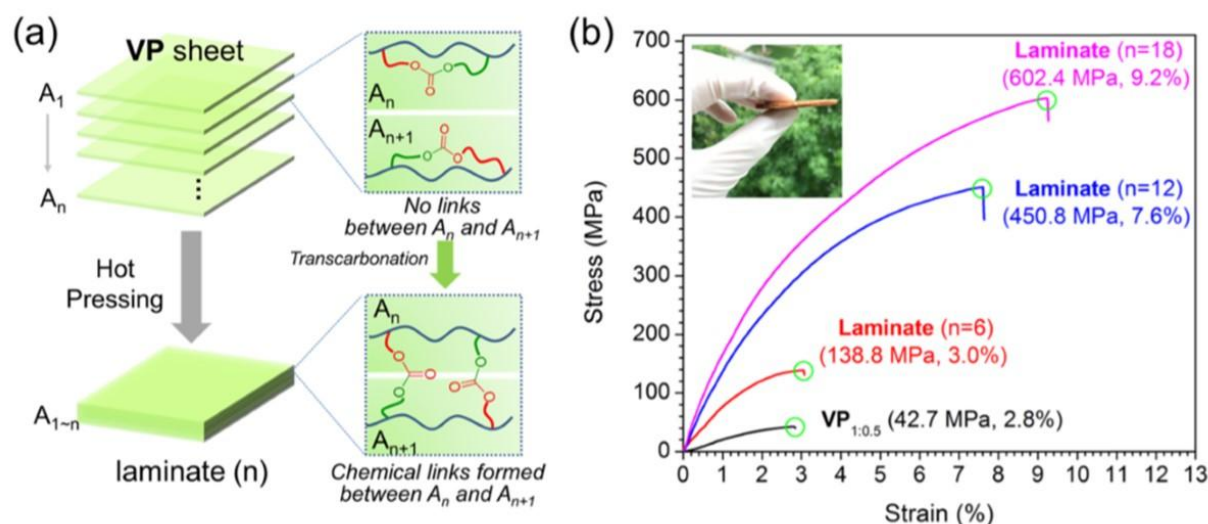 (a)
VP sheet
A1
An
⋮
Hot
Pressing
A1~n
laminate (n)
An
O
O
O
An+1
O
O
O
No links
between An and An+1
Transcarbonation
An
O
O
O
O
O
O
An+1
Chemical links formed
between An and An+1
(b)
Stress (MPa)
700
600
500
400
300
200
100
0
Laminate (n=18)
(602.4 MPa, 9.2%)
Laminate (n=12)
(450.8 MPa, 7.6%)
Laminate (n=6)
(138.8 MPa, 3.0%)
VP1:0.5 (42.7 MPa, 2.8%)
0 1 2 3 4 5 6 7 8 9 10 11 12 13
Strain (%)